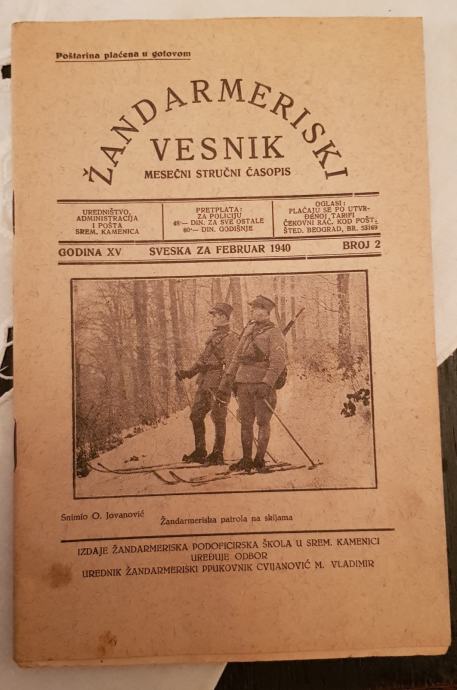 Poštarina plaćena u gotovom
ŽANDARMERISKI
VESNIK
MESEČNI STRUČNI ČASOPIS
UREDNIŠTVO,
ADMINISTRACIJA
I POŠTA
SREM. KAMENICA
PRETPLATA:
ZA POLICIJU
48·— DIN. ZA SVE OSTALE
60·— DIN. GODIŠNJE
OGLASI:
PLAĆAJU SE PO UTVR-
ĐENOJ TARIFI
ČEKOVNI RAČ. KOD POŠT.
ŠTED. BEOGRAD, BR. 53169
GODINA XV SVESKA ZA FEBRUAR 1940 BROJ 2
Snimio O. Jovanović Žandarmeriska patrola na skijama
IZDAJE ŽANDARMERISKA PODOFICIRSKA ŠKOLA U SREM. KAMENICI
UREĐUJE ODBOR
UREDNIK ŽANDARMERISKI PPUKOVNIK CVIJANOVIĆ M. VLADIMIR